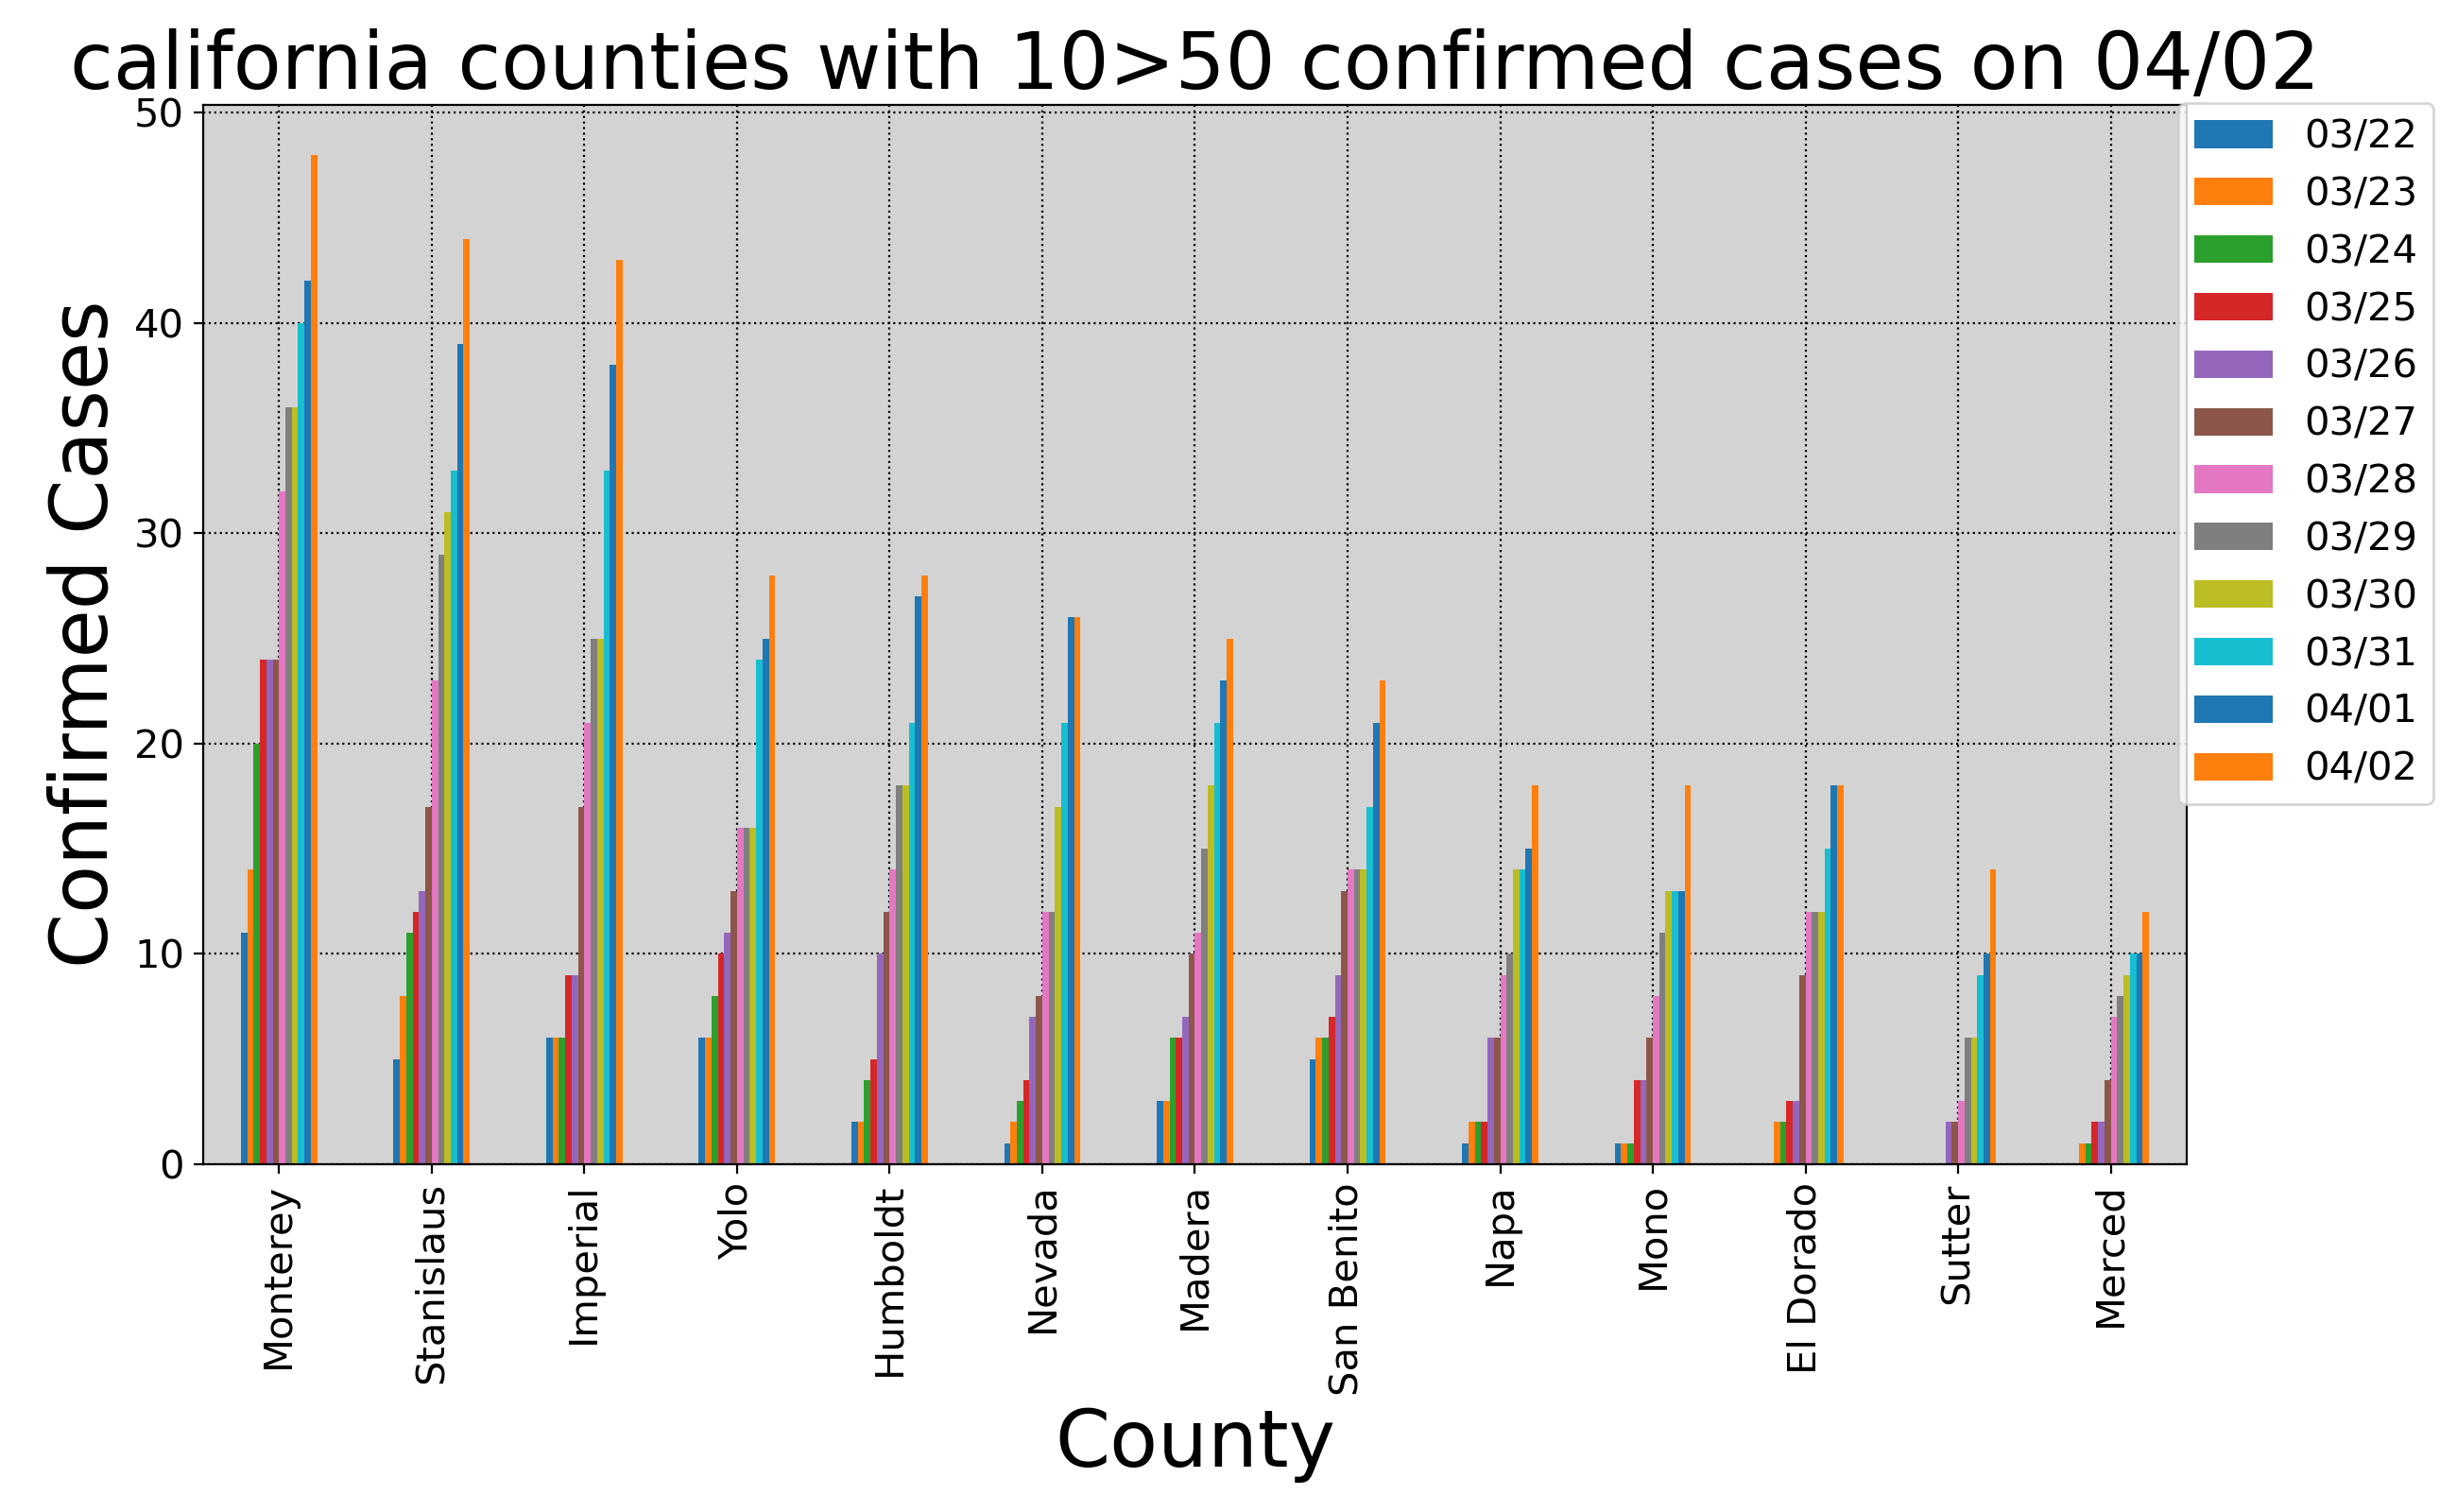 california counties with 10>50 confirmed cases on 04/02
Confirmed Cases
50
40
30
20
10
0
03/22
03/23
03/24
03/25
03/26
03/27
03/28
03/29
03/30
03/31
04/01
04/02
Monterey
Stanislaus
Imperial
Yolo
Humboldt
Nevada
Madera
San Benito
Napa
Mono
El Dorado
Sutter
Merced
County